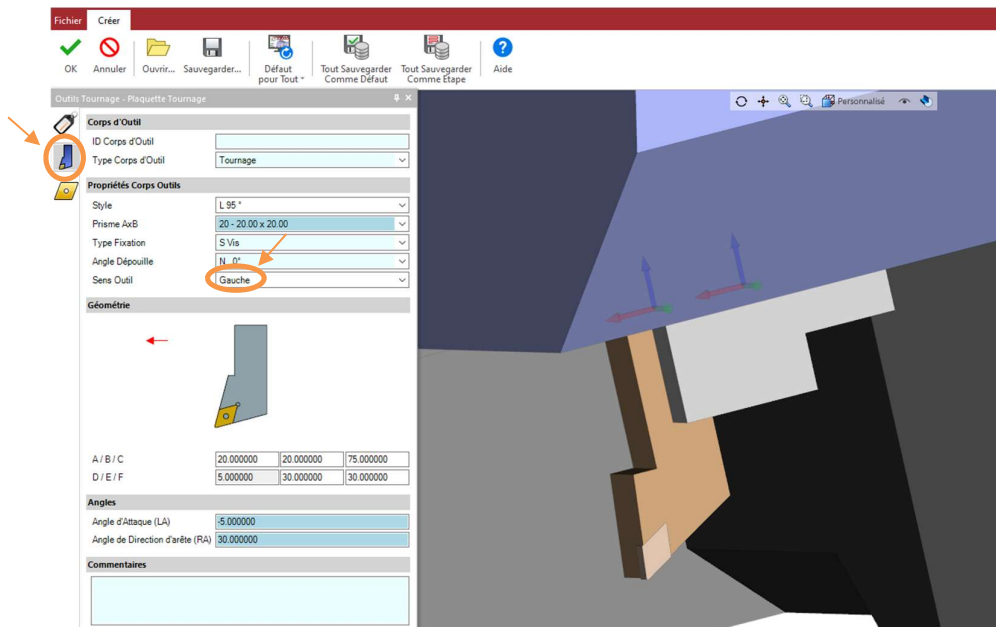 Fichier Créer
OK Annuler Ouvrir... Sauvegarder... Défaut pour Tout Tout Sauvegarder Comme Défaut Tout Sauvegarder Comme Etape Aide
Outils Tournage - Plaquette Tournage
Personnalisé
Corps d'Outil
ID Corps d'Outil
Type Corps d'Outil Tournage
Propriétés Corps Outils
Style L 95 °
Prisme AxB 20 - 20.00 x 20.00
Type Fixation S Vis
Angle Dépouille N 0°
Sens Outil Gauche
Géométrie
A / B / C 20.000000 20.000000 75.000000
D / E / F 5.000000 30.000000 30.000000
Angles
Angle d'Attaque (LA) -5.000000
Angle de Direction d'arête (RA) 30.000000
Commentaires